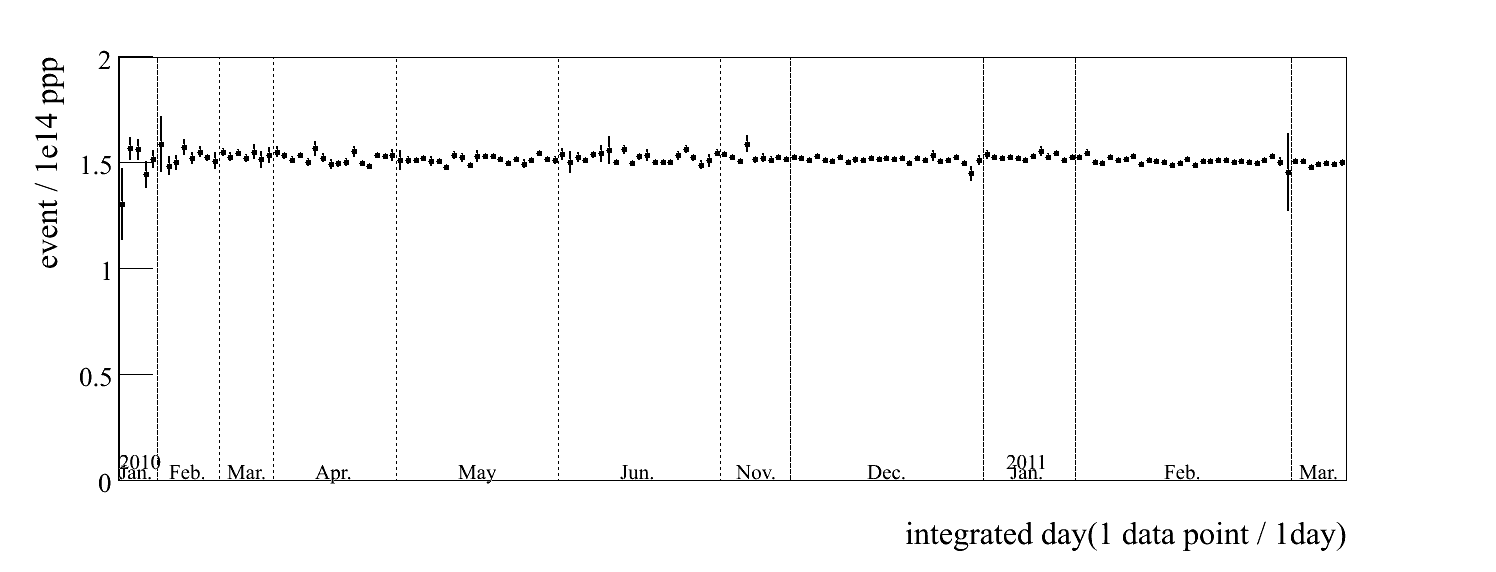 event / 1e14 ppp
2
1.5
1
0.5
0
2010
2011
Jan. Feb. Mar. Apr. May Jun. Nov. Dec. Jan. Feb. Mar.
integrated day(1 data point / 1day)